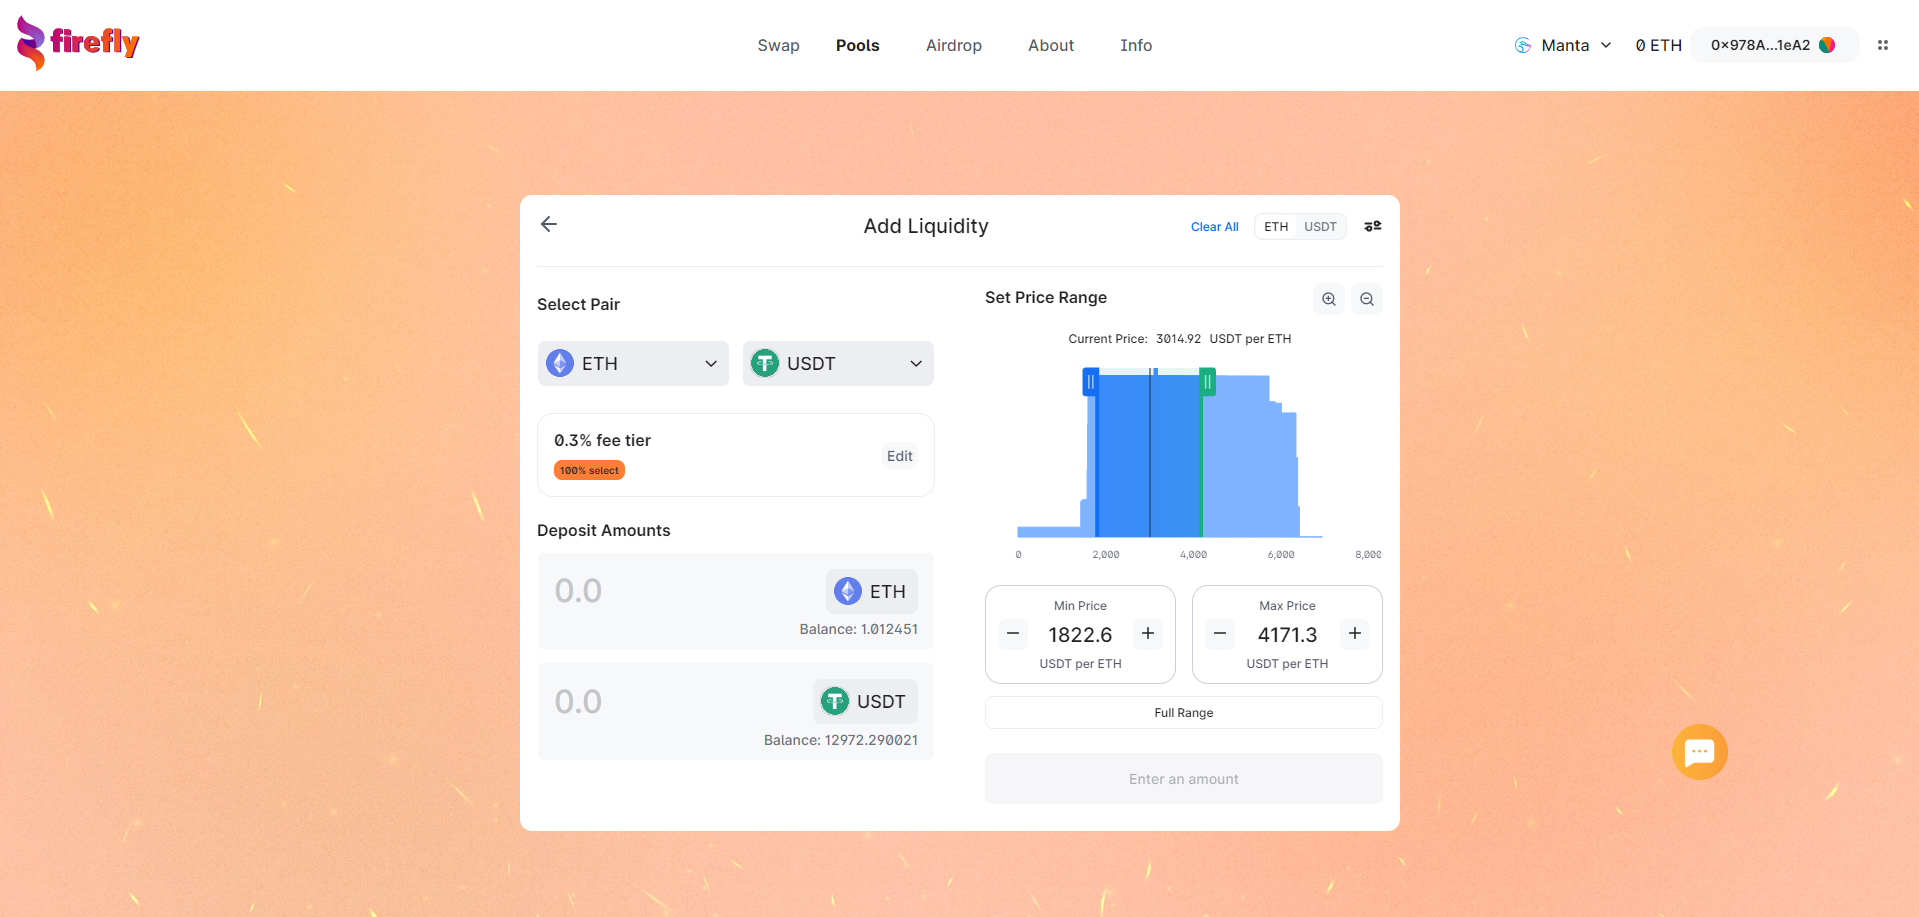 firefly
Swap Pools Airdrop About Info
Manta 0 ETH 0x978A...1eA2
Add Liquidity
Clear All ETH USDT
Select Pair
ETH USDT
0.3% fee tier
100% select
Edit
Deposit Amounts
0.0 ETH
Balance: 1.012451
0.0 USDT
Balance: 12972.290021
Set Price Range
Current Price: 3014.92 USDT per ETH
0 2,000 4,000 6,000 8,000
Min Price
1822.6
USDT per ETH
Max Price
4171.3
USDT per ETH
Full Range
Enter an amount